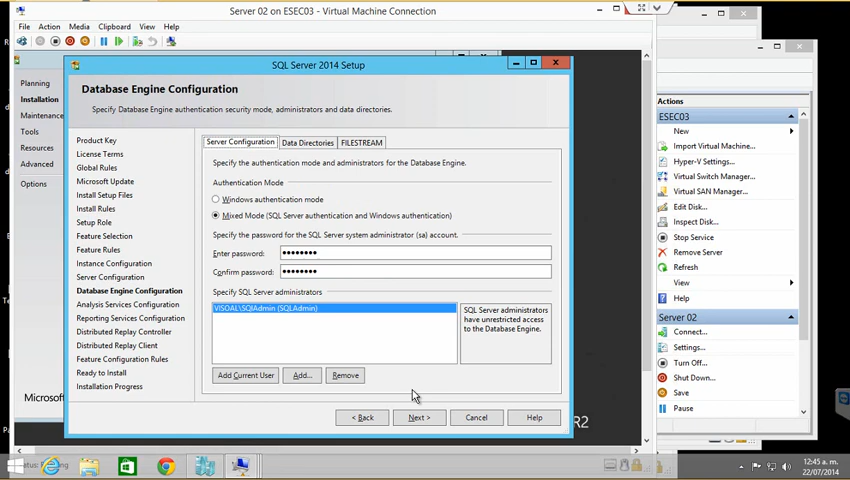 Server 02 on ESEC03 - Virtual Machine Connection
File Action Media Clipboard View Help
SQL Server 2014 Setup
Database Engine Configuration
Specify Database Engine authentication security mode, administrators and data directories.
Planning
Installation
Maintenance
Tools
Resources
Advanced
Options
Product Key
License Terms
Global Rules
Microsoft Update
Install Setup Files
Install Rules
Setup Role
Feature Selection
Feature Rules
Instance Configuration
Server Configuration
Database Engine Configuration
Analysis Services Configuration
Reporting Services Configuration
Distributed Replay Controller
Distributed Replay Client
Feature Configuration Rules
Ready to Install
Installation Progress
Server Configuration Data Directories FILESTREAM
Specify the authentication mode and administrators for the Database Engine.
Authentication Mode
Windows authentication mode
Mixed Mode (SQL Server authentication and Windows authentication)
Specify the password for the SQL Server system administrator (sa) account.
Enter password: ••••••••
Confirm password: ••••••••
Specify SQL Server administrators
VISOAL\SQlAdmin (SQLAdmin)
SQL Server administrators
have unrestricted access
to the Database Engine.
Add Current User Add... Remove
< Back Next > Cancel Help
Microsof
R2
Actions
ESEC03
New
Import Virtual Machine...
Hyper-V Settings...
Virtual Switch Manager...
Virtual SAN Manager...
Edit Disk...
Inspect Disk...
Stop Service
Remove Server
Refresh
View
Help
Server 02
Connect...
Settings...
Turn Off...
Shut Down...
Save
Pause
12:45 a. m.
22/07/2014